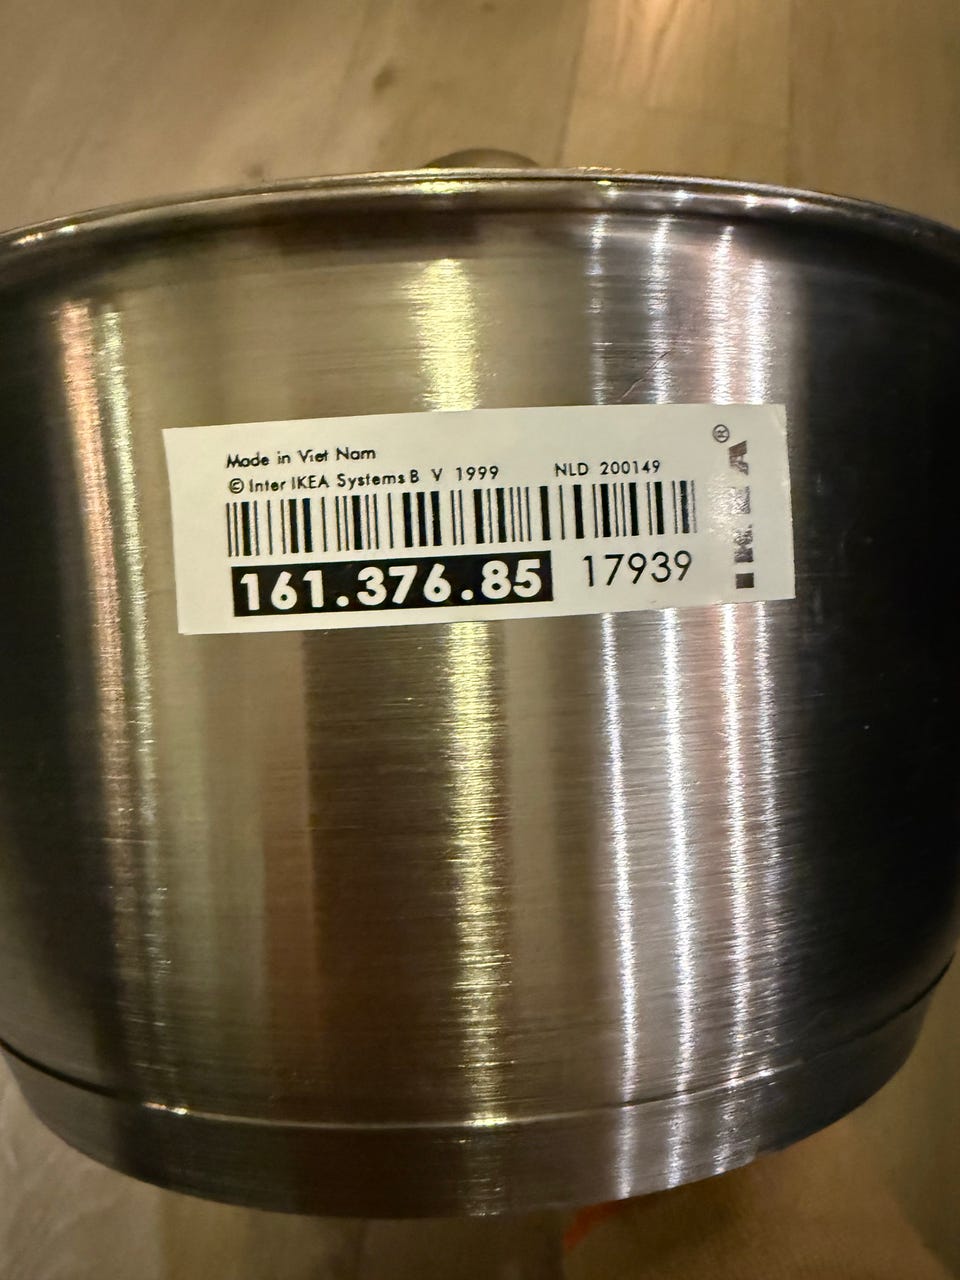 Made in Viet Nam
© Inter IKEA Systems B V 1999 NLD 200149
161.376.85 17939
IKEA®